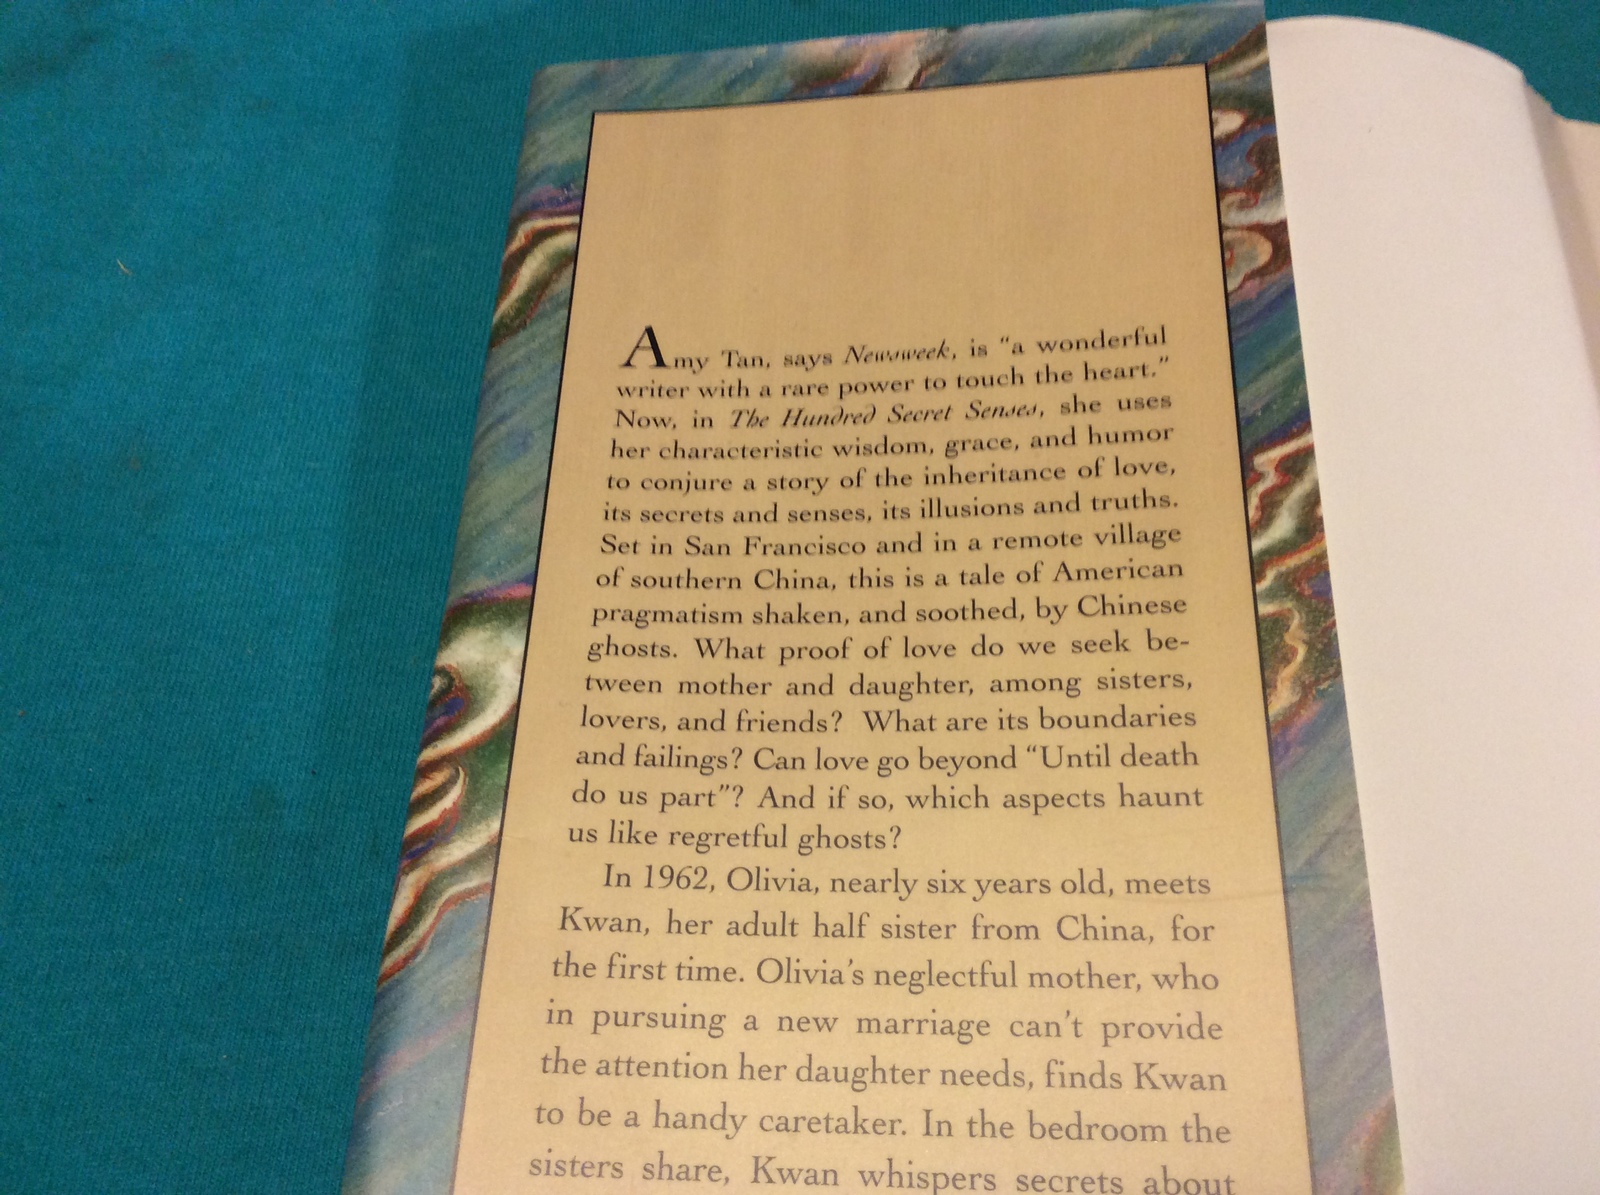 Amy Tan, says Newsweek, is “a wonderful
writer with a rare power to touch the heart.”
Now, in The Hundred Secret Senses, she uses
her characteristic wisdom, grace, and humor
to conjure a story of the inheritance of love,
its secrets and senses, its illusions and truths.
Set in San Francisco and in a remote village
of southern China, this is a tale of American
pragmatism shaken, and soothed, by Chinese
ghosts. What proof of love do we seek be-
tween mother and daughter, among sisters,
lovers, and friends? What are its boundaries
and failings? Can love go beyond “Until death
do us part”? And if so, which aspects haunt
us like regretful ghosts?
In 1962, Olivia, nearly six years old, meets
Kwan, her adult half sister from China, for
the first time. Olivia’s neglectful mother, who
in pursuing a new marriage can’t provide
the attention her daughter needs, finds Kwan
to be a handy caretaker. In the bedroom the
sisters share, Kwan whispers secrets about